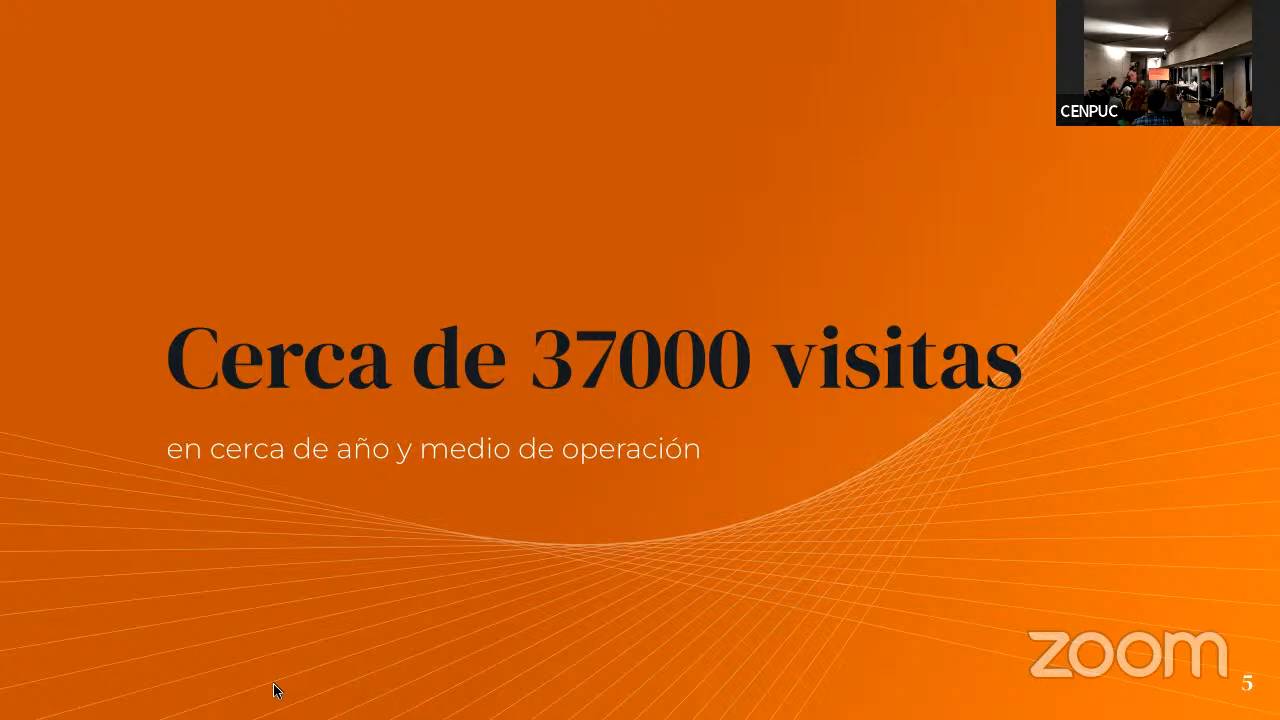 CENPUC
Cerca de 37000 visitas
en cerca de año y medio de operación
zoom
5